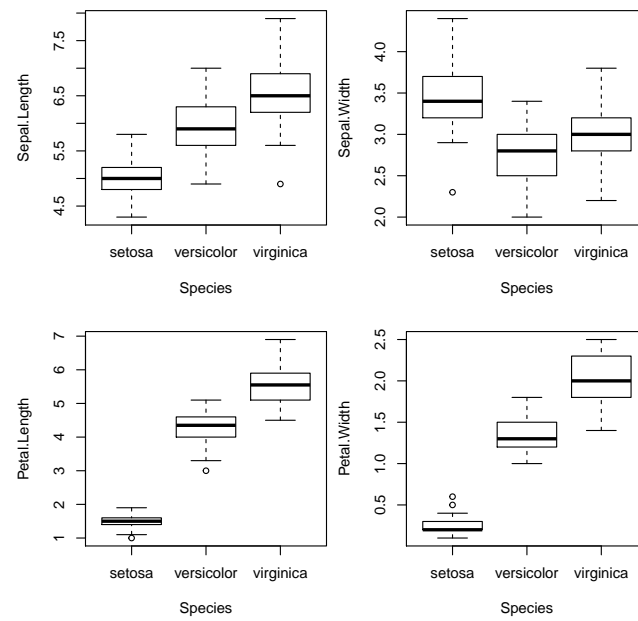 Sepal.Length
7.5
6.5
5.5
4.5
setosa versicolor virginica
Species
Sepal.Width
4.0
3.5
3.0
2.5
2.0
setosa versicolor virginica
Species
Petal.Length
7
6
5
4
3
2
1
setosa versicolor virginica
Species
Petal.Width
2.5
2.0
1.5
1.0
0.5
setosa versicolor virginica
Species